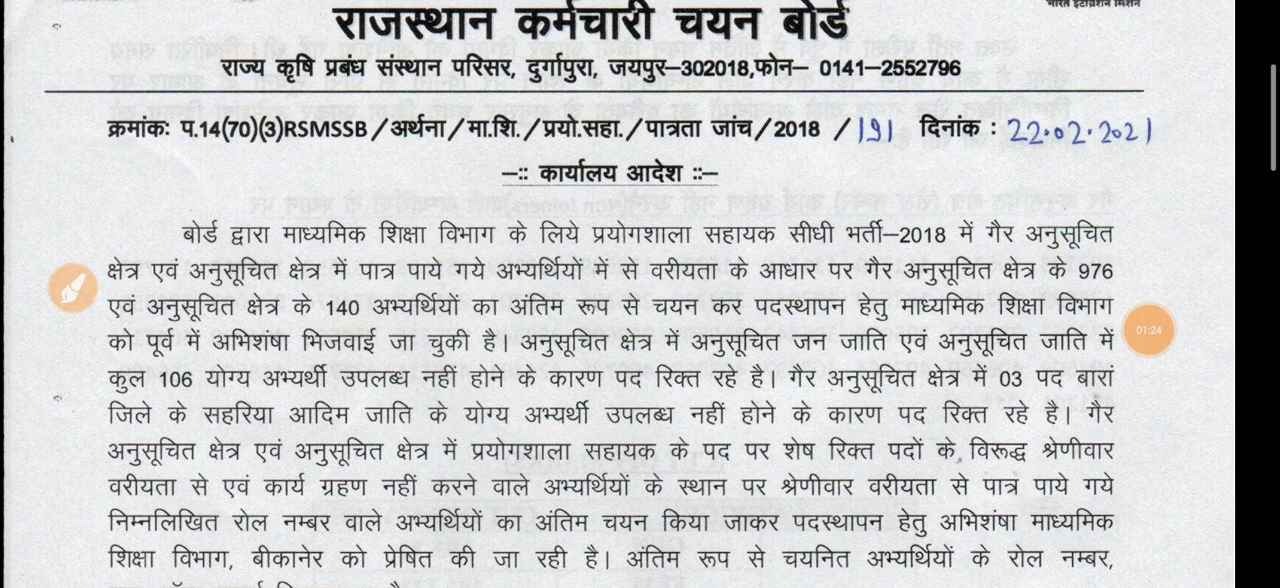 भारत इंटीग्रेशन मिशन
राजस्थान कर्मचारी चयन बोर्ड
राज्य कृषि प्रबंध संस्थान परिसर, दुर्गापुरा, जयपुर–302018,फोन– 0141–2552796
क्रमांकः प.14(70)(3)RSMSSB/अर्थना/मा.शि./प्रयो.सहा./पात्रता जांच/2018 /191 दिनांक : 22.02.2021
–:: कार्यालय आदेश ::–
बोर्ड द्वारा माध्यमिक शिक्षा विभाग के लिये प्रयोगशाला सहायक सीधी भर्ती–2018 में गैर अनुसूचित
क्षेत्र एवं अनुसूचित क्षेत्र में पात्र पाये गये अभ्यर्थियों में से वरीयता के आधार पर गैर अनुसूचित क्षेत्र के 976
एवं अनुसूचित क्षेत्र के 140 अभ्यर्थियों का अंतिम रूप से चयन कर पदस्थापन हेतु माध्यमिक शिक्षा विभाग
01:24
को पूर्व में अभिशंषा भिजवाई जा चुकी है। अनुसूचित क्षेत्र में अनुसूचित जन जाति एवं अनुसूचित जाति में
कुल 106 योग्य अभ्यर्थी उपलब्ध नहीं होने के कारण पद रिक्त रहे है। गैर अनुसूचित क्षेत्र में 03 पद बारां
जिले के सहरिया आदिम जाति के योग्य अभ्यर्थी उपलब्ध नहीं होने के कारण पद रिक्त रहे है। गैर
अनुसूचित क्षेत्र एवं अनुसूचित क्षेत्र में प्रयोगशाला सहायक के पद पर शेष रिक्त पदों के विरूद्ध श्रेणीवार
वरीयता से एवं कार्य ग्रहण नहीं करने वाले अभ्यर्थियों के स्थान पर श्रेणीवार वरीयता से पात्र पाये गये
निम्नलिखित रोल नम्बर वाले अभ्यर्थियों का अंतिम चयन किया जाकर पदस्थापन हेतु अभिशंषा माध्यमिक
शिक्षा विभाग, बीकानेर को प्रेषित की जा रही है। अंतिम रूप से चयनित अभ्यर्थियों के रोल नम्बर,